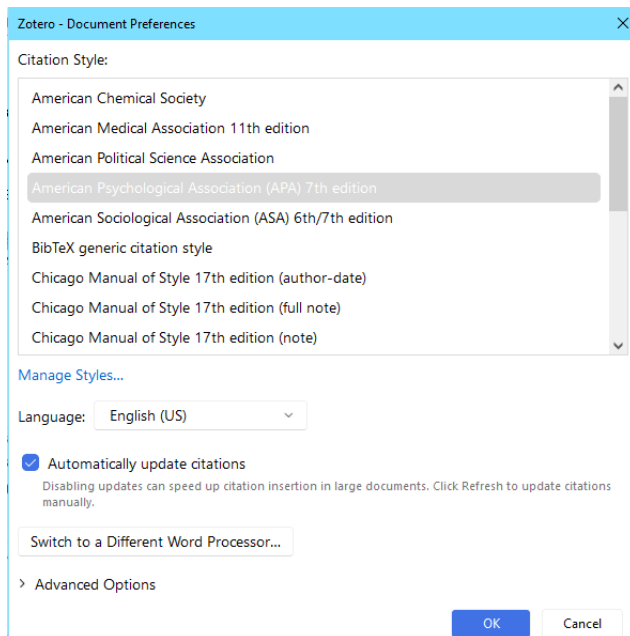 Zotero - Document Preferences
Citation Style:
American Chemical Society
American Medical Association 11th edition
American Political Science Association
American Psychological Association (APA) 7th edition
American Sociological Association (ASA) 6th/7th edition
BibTeX generic citation style
Chicago Manual of Style 17th edition (author-date)
Chicago Manual of Style 17th edition (full note)
Chicago Manual of Style 17th edition (note)
Manage Styles...
Language: English (US)
Automatically update citations
Disabling updates can speed up citation insertion in large documents. Click Refresh to update citations
manually.
Switch to a Different Word Processor...
Advanced Options
OK Cancel